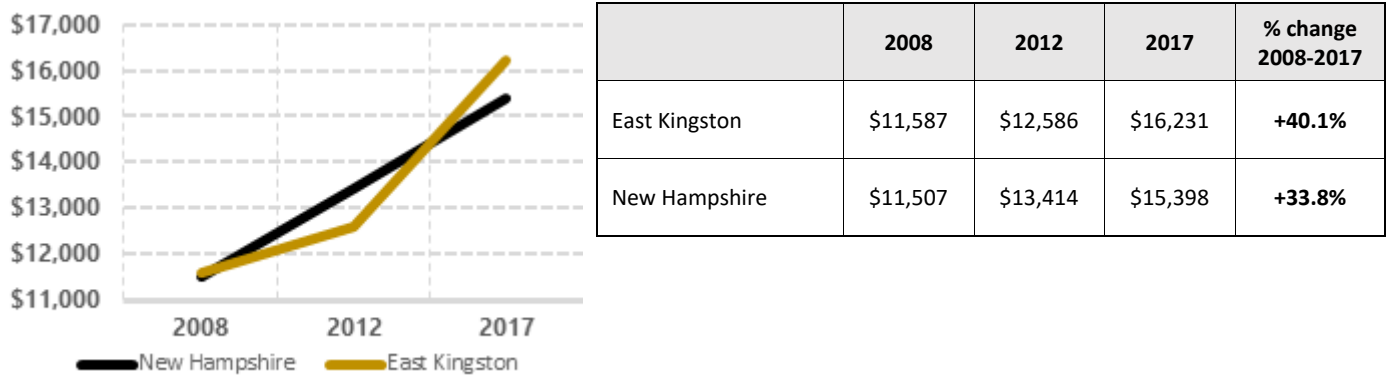 $17,000
$16,000
$15,000
$14,000
$13,000
$12,000
$11,000
2008 2012 2017
New Hampshire East Kingston
2008 2012 2017 % change
2008-2017
East Kingston $11,587 $12,586 $16,231 +40.1%
New Hampshire $11,507 $13,414 $15,398 +33.8%